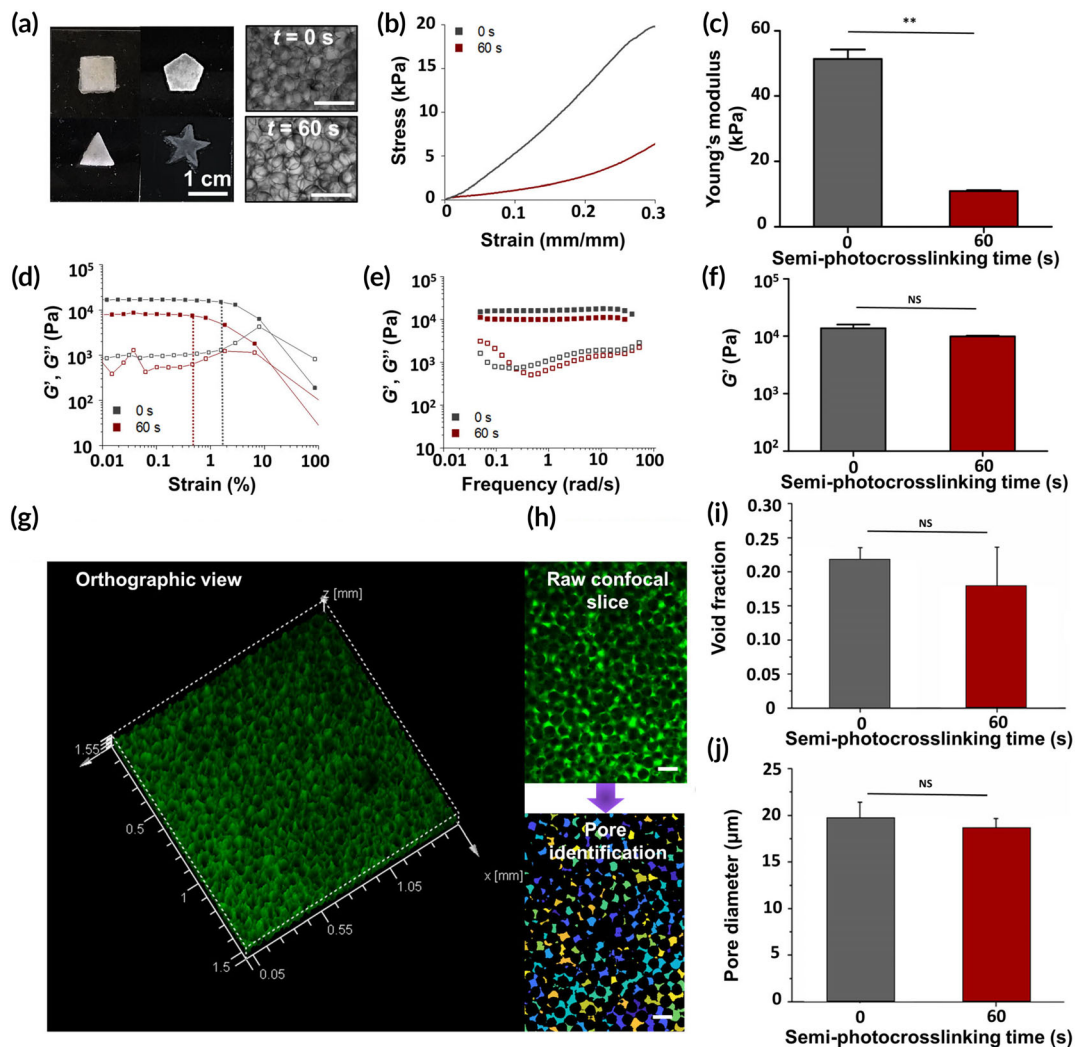 (a)
t = 0 s
t = 60 s
1 cm
(b)
Stress (kPa)
20
15
10
5
0
0 s
60 s
0
0.1
0.2
0.3
Strain (mm/mm)
(c)
Young's modulus
(kPa)
60
40
20
0
**
0
60
Semi-photocrosslinking time (s)
(d)
G', G" (Pa)
10⁵
10⁴
10³
10²
10
0 s
60 s
0.01
0.1
1
10
100
Strain (%)
(e)
G', G" (Pa)
10⁵
10⁴
10³
10²
10
0 s
60 s
0.01
0.1
1
10
100
Frequency (rad/s)
(f)
G' (Pa)
10⁵
10⁴
10³
10²
NS
0
60
Semi-photocrosslinking time (s)
(g)
Orthographic view
z [mm]
1.55
0.5
1
1.5
0.05
0.55
1.05
x [mm]
(h)
Raw confocal
slice
Pore
identification
(i)
Void fraction
0.30
0.25
0.20
0.15
0.10
0.05
0
NS
0
60
Semi-photocrosslinking time (s)
(j)
Pore diameter (µm)
25
20
15
10
5
0
NS
0
60
Semi-photocrosslinking time (s)